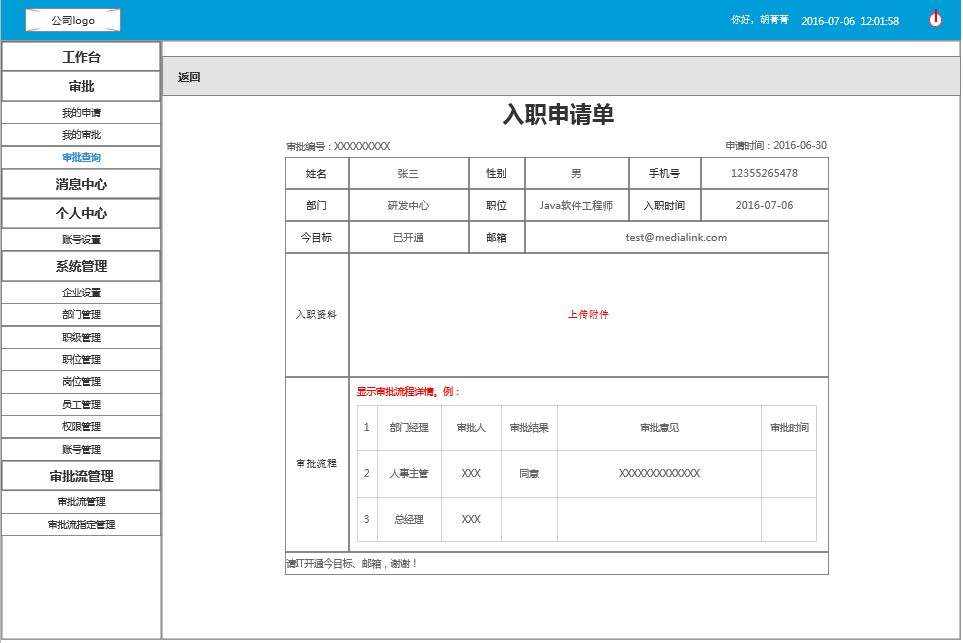 公司logo
你好，胡菁菁 2016-07-06 12:01:58
工作台
审批
我的申请
我的审批
审批查询
消息中心
个人中心
账号设置
系统管理
企业设置
部门管理
职级管理
职位管理
岗位管理
员工管理
权限管理
账号管理
审批流管理
审批流管理
审批流指定管理
返回
入职申请单
审批编号：XXXXXXXXX 申请时间：2016-06-30
姓名 张三 性别 男 手机号 12355265478
部门 研发中心 职位 Java软件工程师 入职时间 2016-07-06
今目标 已开通 邮箱 test@medialink.com
入职资料 上传附件
审批流程
显示审批流程详情。例：
1 部门经理 审批人 审批结果 审批意见 审批时间
2 人事主管 XXX 同意 XXXXXXXXXXXXXX
3 总经理 XXX
请IT开通今目标、邮箱，谢谢！